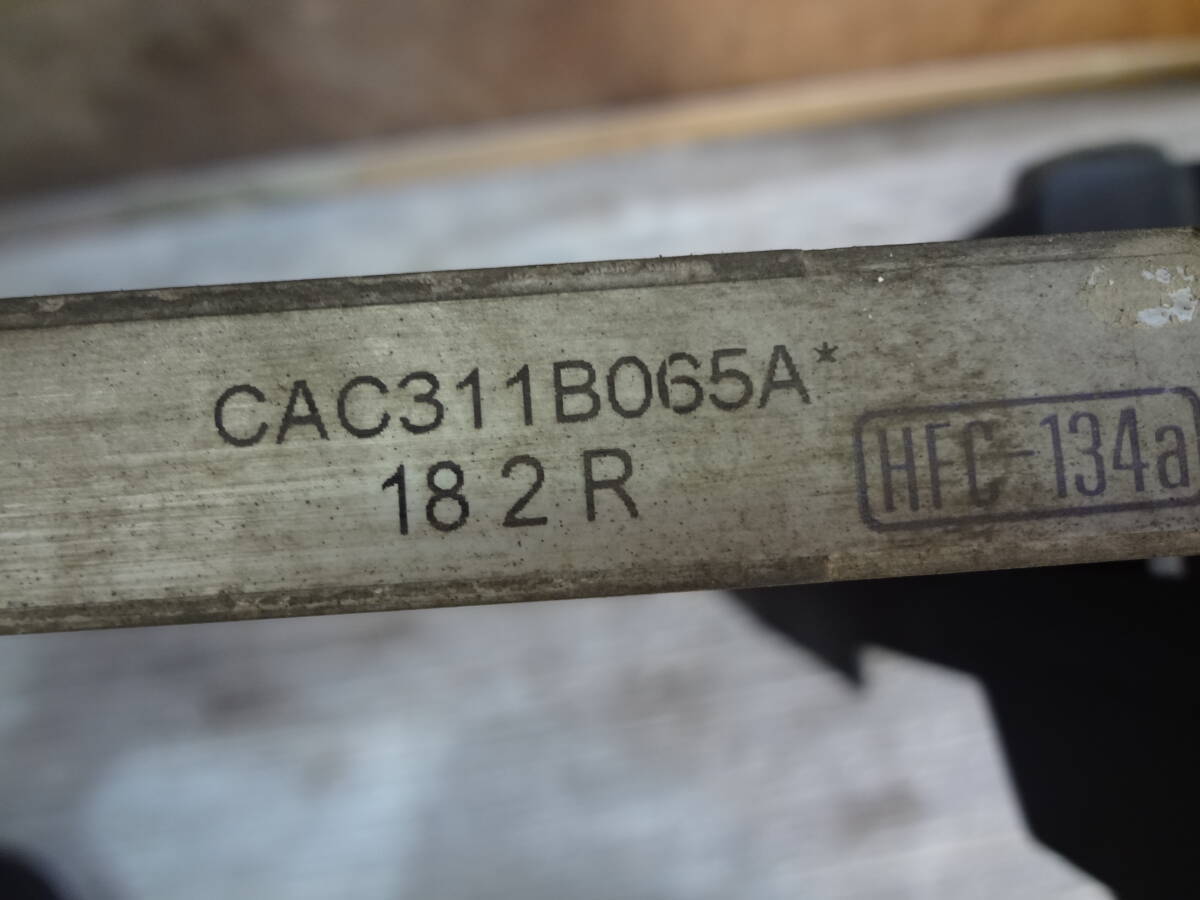 CAC311B065A*
18 2 R
HFC-134a